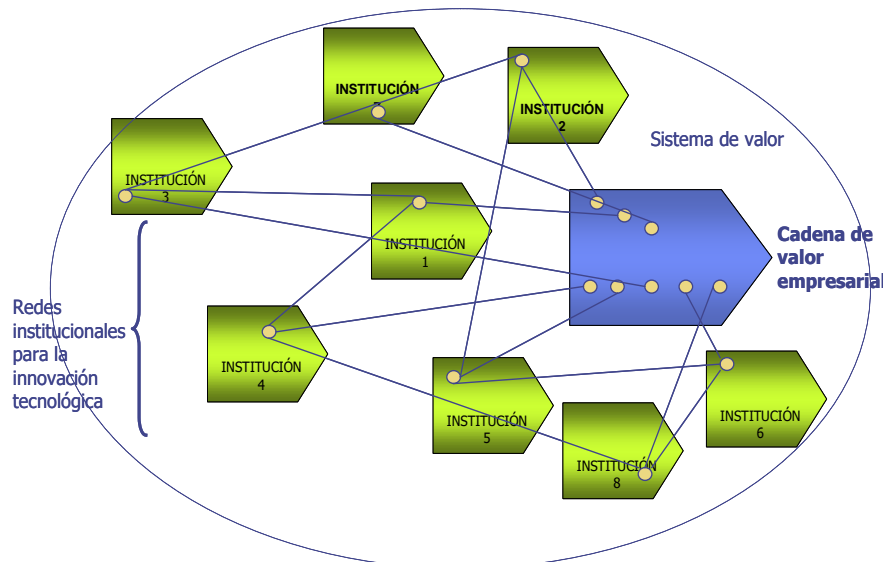 INSTITUCIÓN
INSTITUCIÓN
2
Sistema de valor
INSTITUCIÓN
3
INSTITUCIÓN
1
Cadena de
valor
empresarial
Redes
institucionales
para la
innovación
tecnológica
INSTITUCIÓN
4
INSTITUCIÓN
5
INSTITUCIÓN
6
INSTITUCIÓN
8